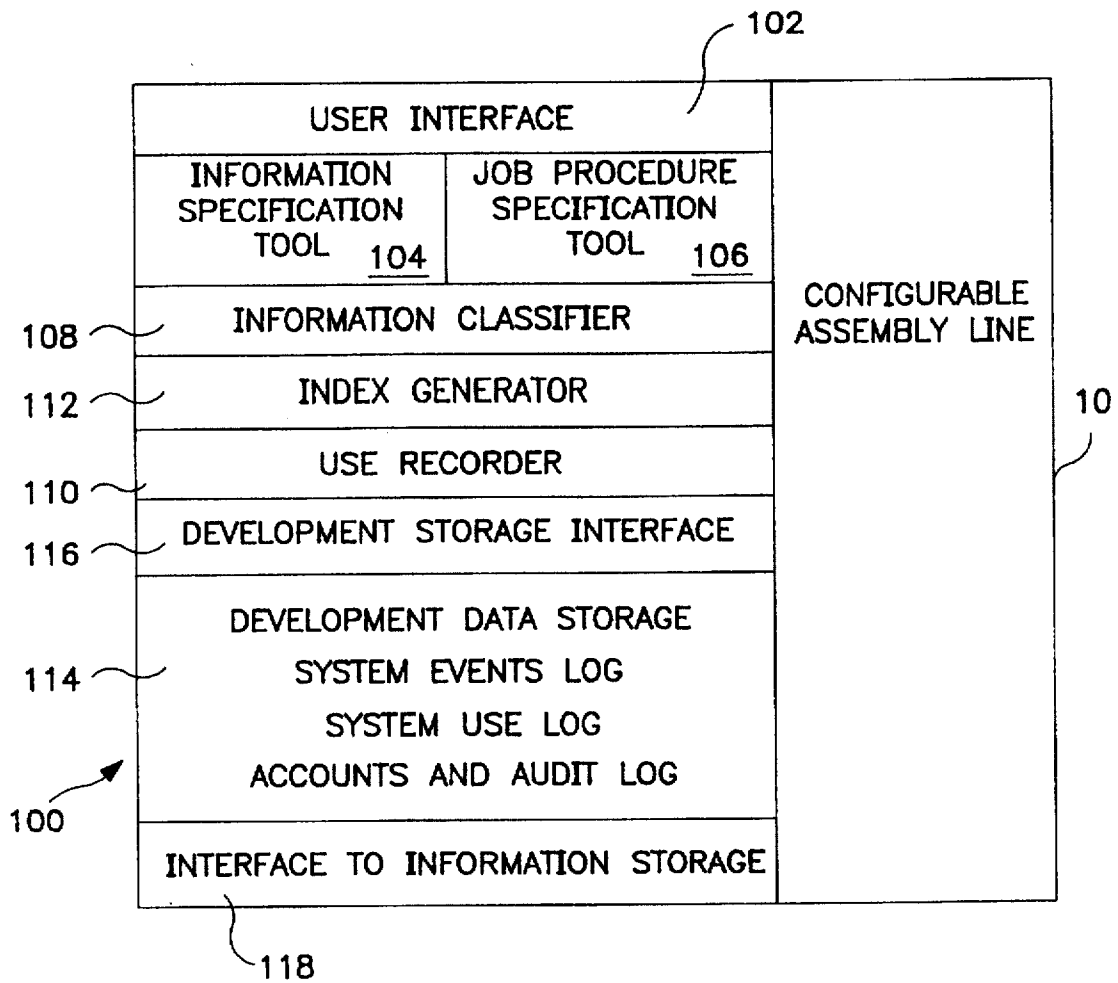 102
USER INTERFACE
INFORMATION
SPECIFICATION
TOOL 104
JOB PROCEDURE
SPECIFICATION
TOOL 106
CONFIGURABLE
ASSEMBLY LINE
108
INFORMATION CLASSIFIER
112
INDEX GENERATOR
10
110
USE RECORDER
116
DEVELOPMENT STORAGE INTERFACE
114
DEVELOPMENT DATA STORAGE
SYSTEM EVENTS LOG
SYSTEM USE LOG
ACCOUNTS AND AUDIT LOG
100
INTERFACE TO INFORMATION STORAGE
118